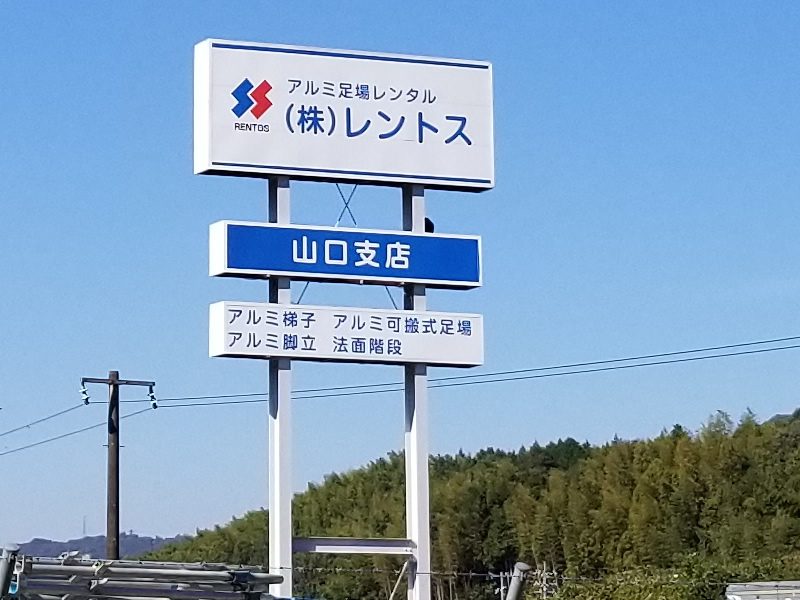 アルミ足場レンタル
RENTOS
(株)レントス
山口支店
アルミ梯子 アルミ可搬式足場
アルミ脚立 法面階段